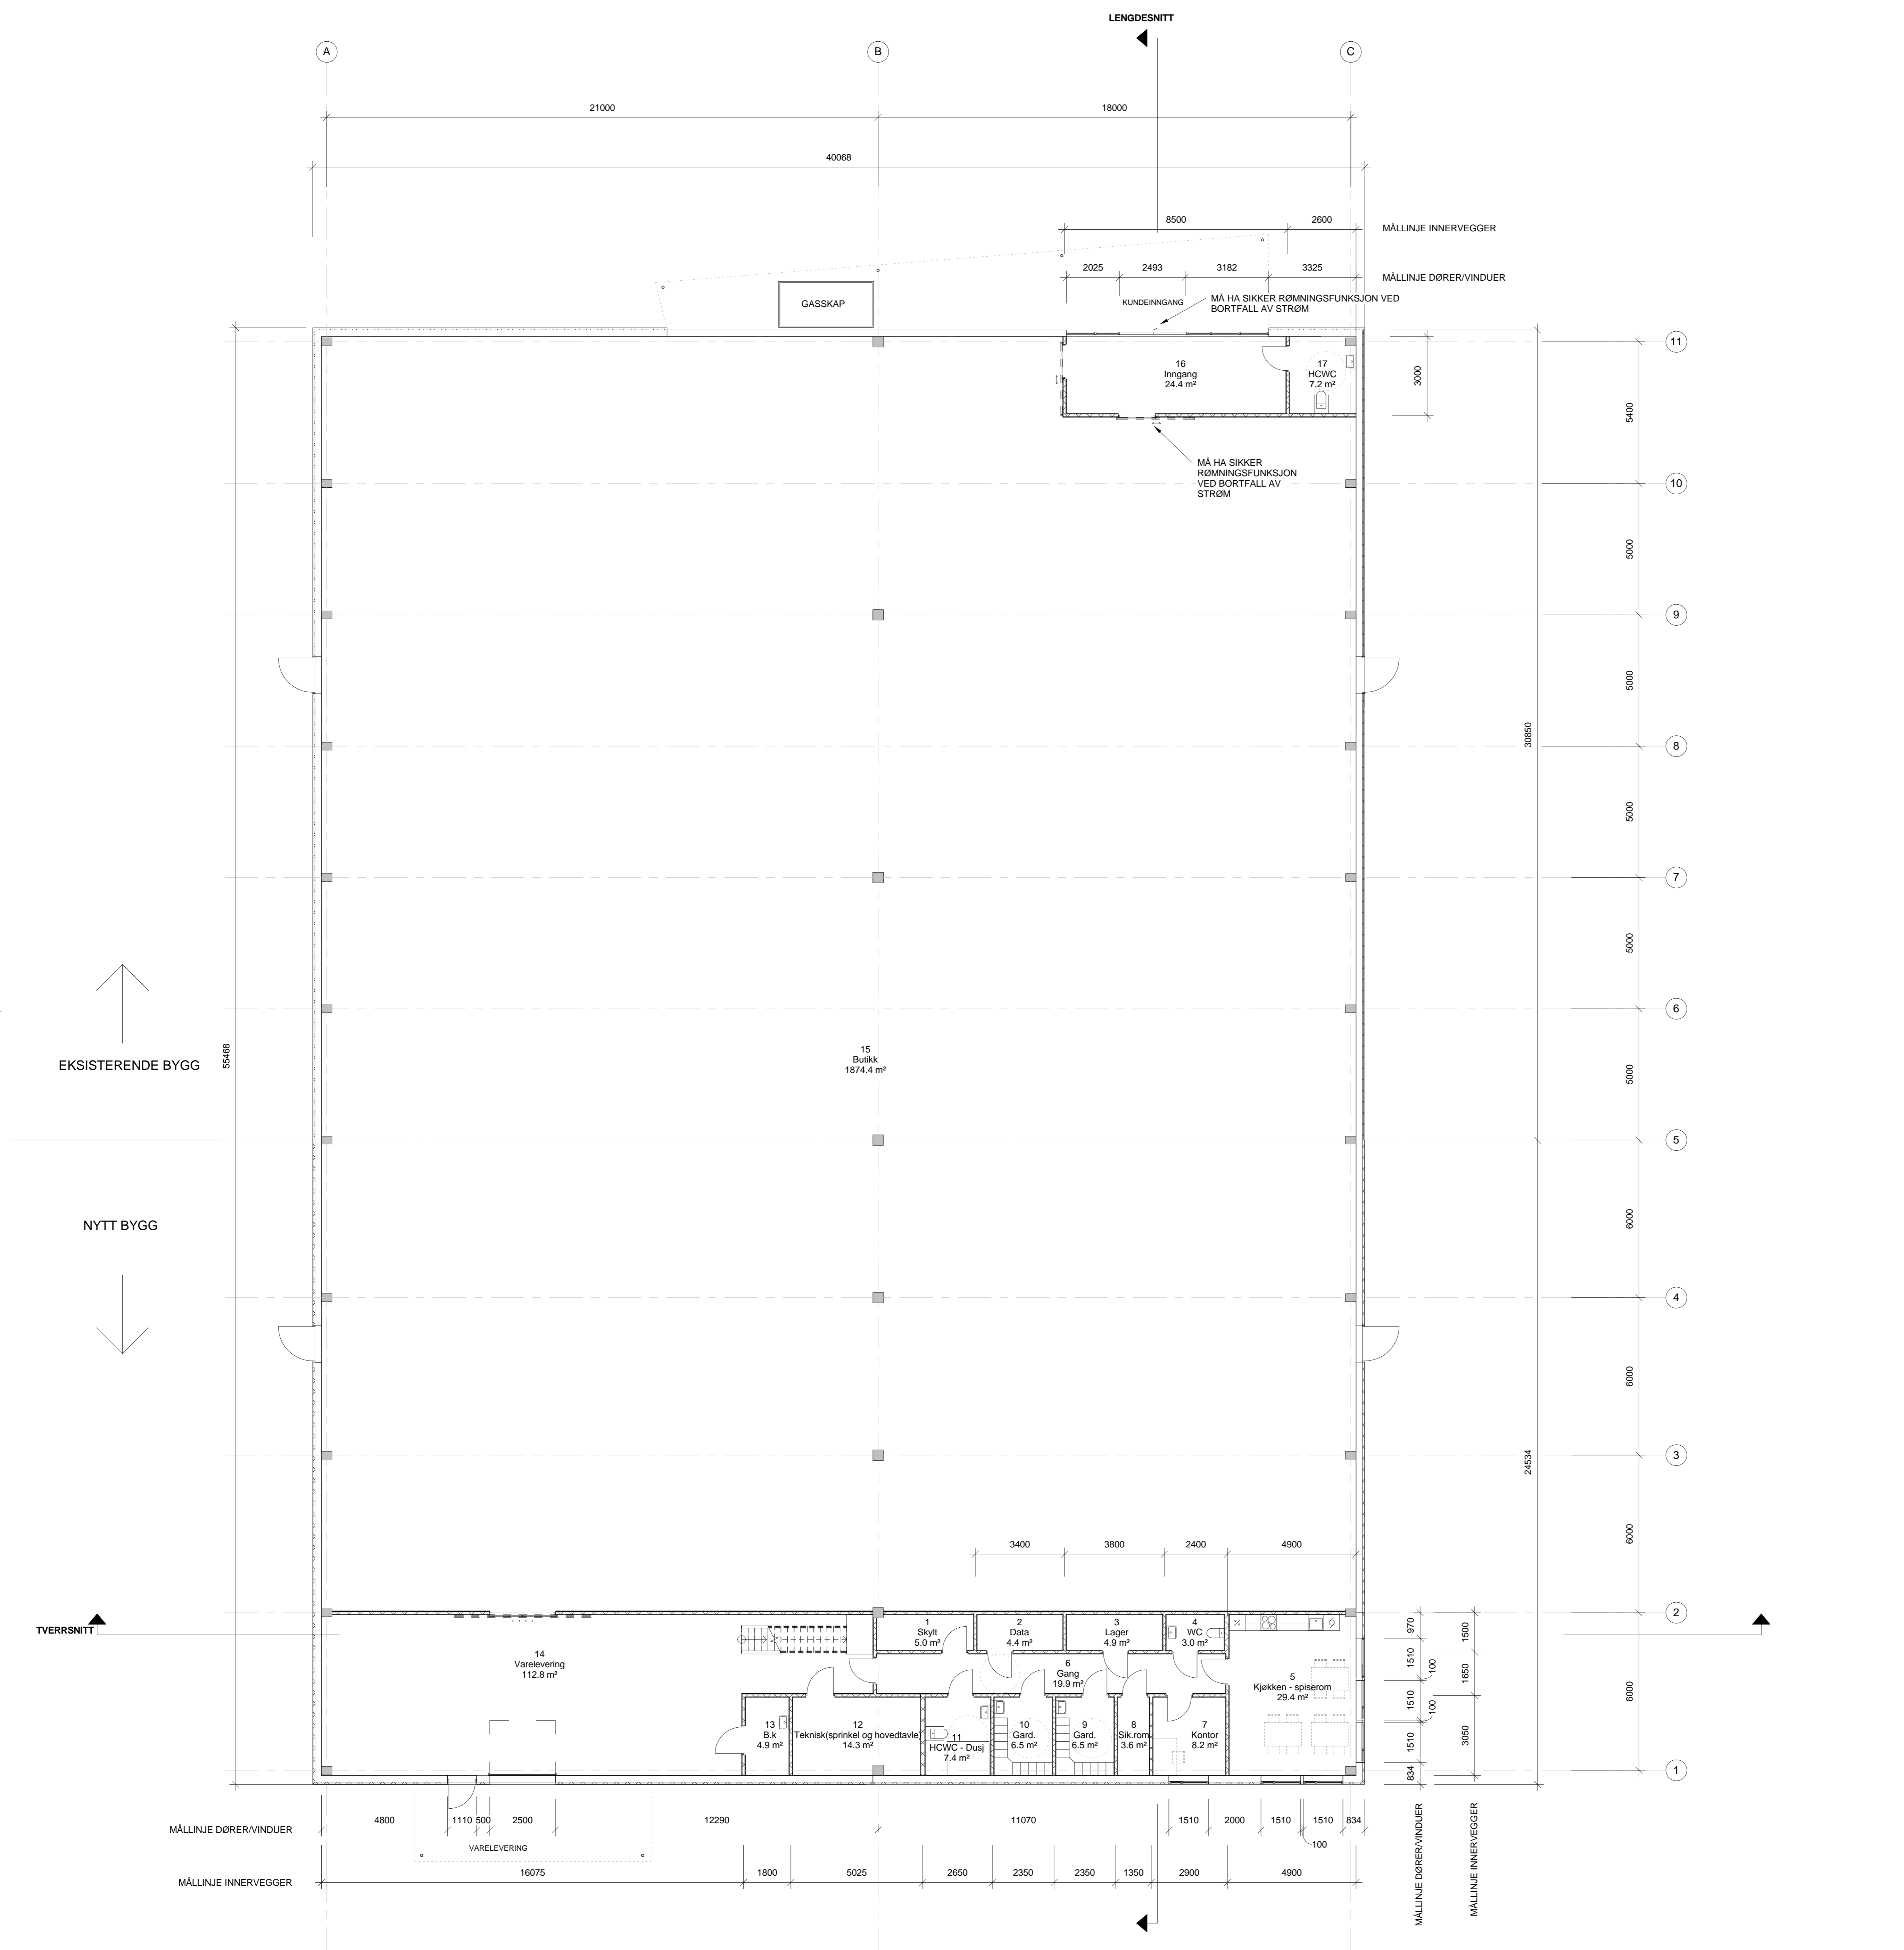 LENGDESNITT
A
B
C
21000
18000
40068
8500
2600
MÅLLINJE INNERVEGGER
2025
2493
3182
3325
MÅLLINJE DØRER/VINDUER
KUNDEINNGANG
MÅ HA SIKKER RØMNINGSFUNKSJON VED
BORTFALL AV STRØM
GASSKAP
11
16
Inngang
24.4 m²
17
HCWC
7.2 m²
3000
5400
MÅ HA SIKKER
RØMNINGSFUNKSJON
VED BORTFALL AV
STRØM
10
5000
9
5000
30850
8
5000
7
5000
6
EKSISTERENDE BYGG
55468
15
Butikk
1874.4 m²
5000
5
NYTT BYGG
6000
4
6000
3
24534
6000
3400
3800
2400
4900
2
TVERRSNITT
14
Varelevering
112.8 m²
1
Skylt
5.0 m²
2
Data
4.4 m²
3
Lager
4.9 m²
4
WC
3.0 m²
6
Gang
19.9 m²
5
Kjøkken - spiserom
29.4 m²
970
1510
100
1510
100
1510
834
1500
1650
3050
6000
13
B.k
4.9 m²
12
Teknisk(sprinkel og hovedtavle)
14.3 m²
11
HCWC - Dusj
7.4 m²
10
Gard.
6.5 m²
9
Gard.
6.5 m²
8
Sik.rom
3.6 m²
7
Kontor
8.2 m²
1
MÅLLINJE DØRER/VINDUER
4800
1110
500
2500
12290
11070
1510
2000
1510
1510
834
100
VARELEVERING
MÅLLINJE INNERVEGGER
16075
1800
5025
2650
2350
2350
1350
2900
4900
MÅLLINJE DØRER/VINDUER
MÅLLINJE INNERVEGGER